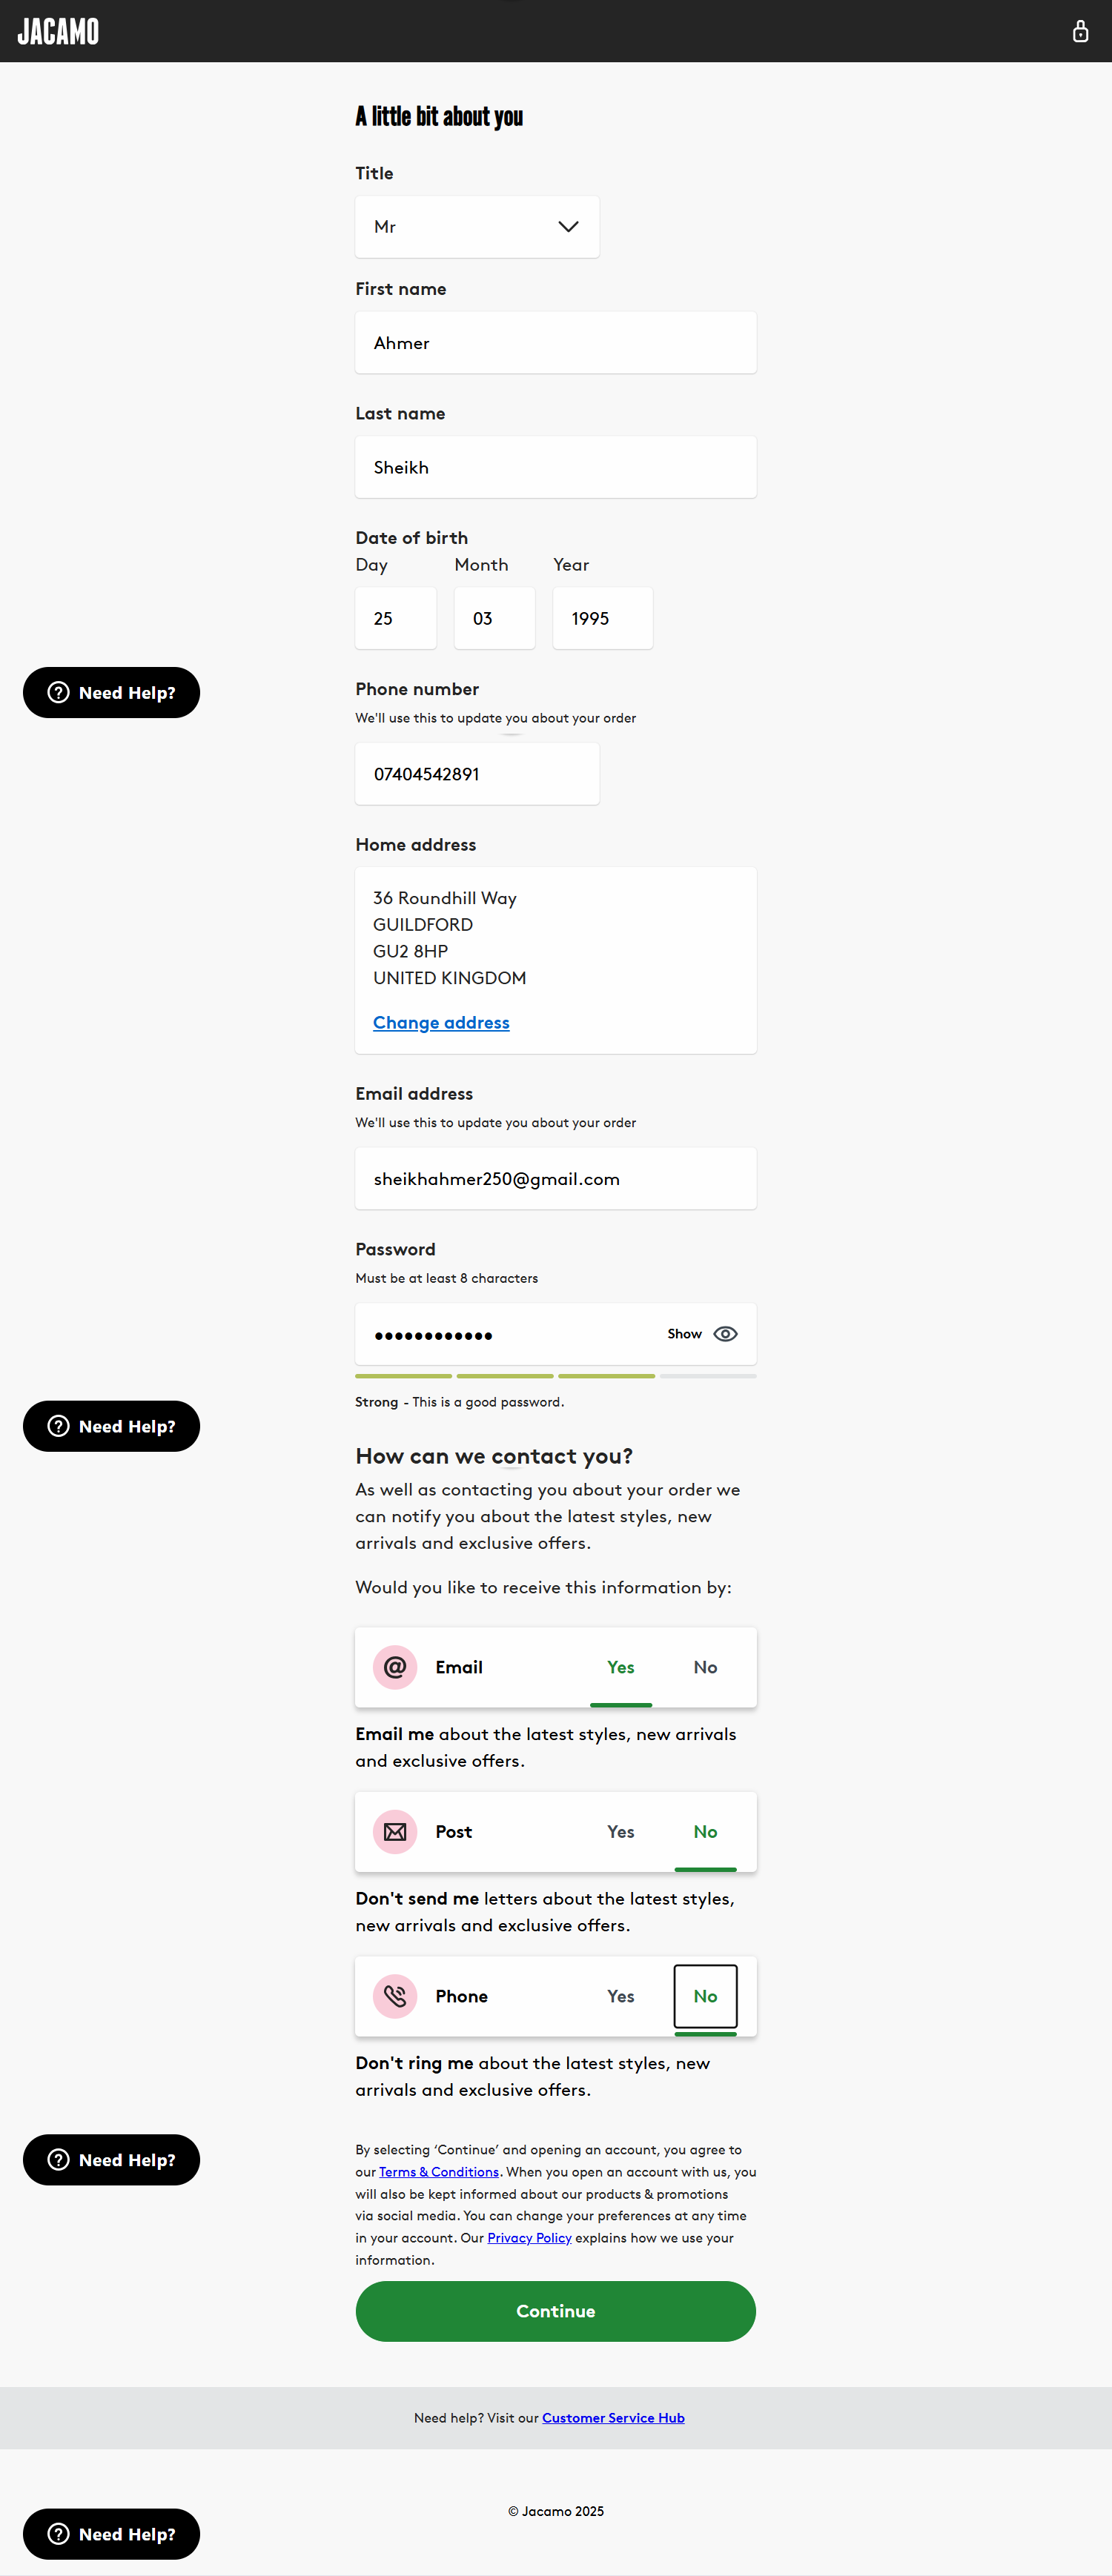 JACAMO
A little bit about you
Title
Mr
First name
Ahmer
Last name
Sheikh
Date of birth
Day Month Year
25 03 1995
Need Help?
Phone number
We'll use this to update you about your order
07404542891
Home address
36 Roundhill Way
GUILDFORD
GU2 8HP
UNITED KINGDOM
Change address
Email address
We'll use this to update you about your order
sheikhahmer250@gmail.com
Password
Must be at least 8 characters
●●●●●●●●●●●● Show
Strong - This is a good password.
Need Help?
How can we contact you?
As well as contacting you about your order we
can notify you about the latest styles, new
arrivals and exclusive offers.
Would you like to receive this information by:
Email Yes No
Email me about the latest styles, new arrivals
and exclusive offers.
Post Yes No
Don't send me letters about the latest styles,
new arrivals and exclusive offers.
Phone Yes No
Don't ring me about the latest styles, new
arrivals and exclusive offers.
Need Help?
By selecting ‘Continue’ and opening an account, you agree to
our Terms & Conditions. When you open an account with us, you
will also be kept informed about our products & promotions
via social media. You can change your preferences at any time
in your account. Our Privacy Policy explains how we use your
information.
Continue
Need help? Visit our Customer Service Hub
© Jacamo 2025
Need Help?